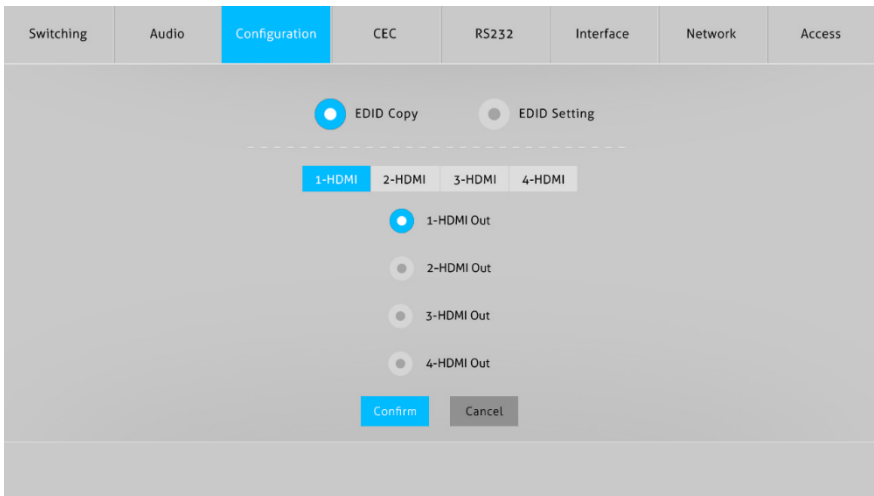 Switching Audio Configuration CEC RS232 Interface Network Access
EDID Copy EDID Setting
1-HDMI 2-HDMI 3-HDMI 4-HDMI
1-HDMI Out
2-HDMI Out
3-HDMI Out
4-HDMI Out
Confirm Cancel